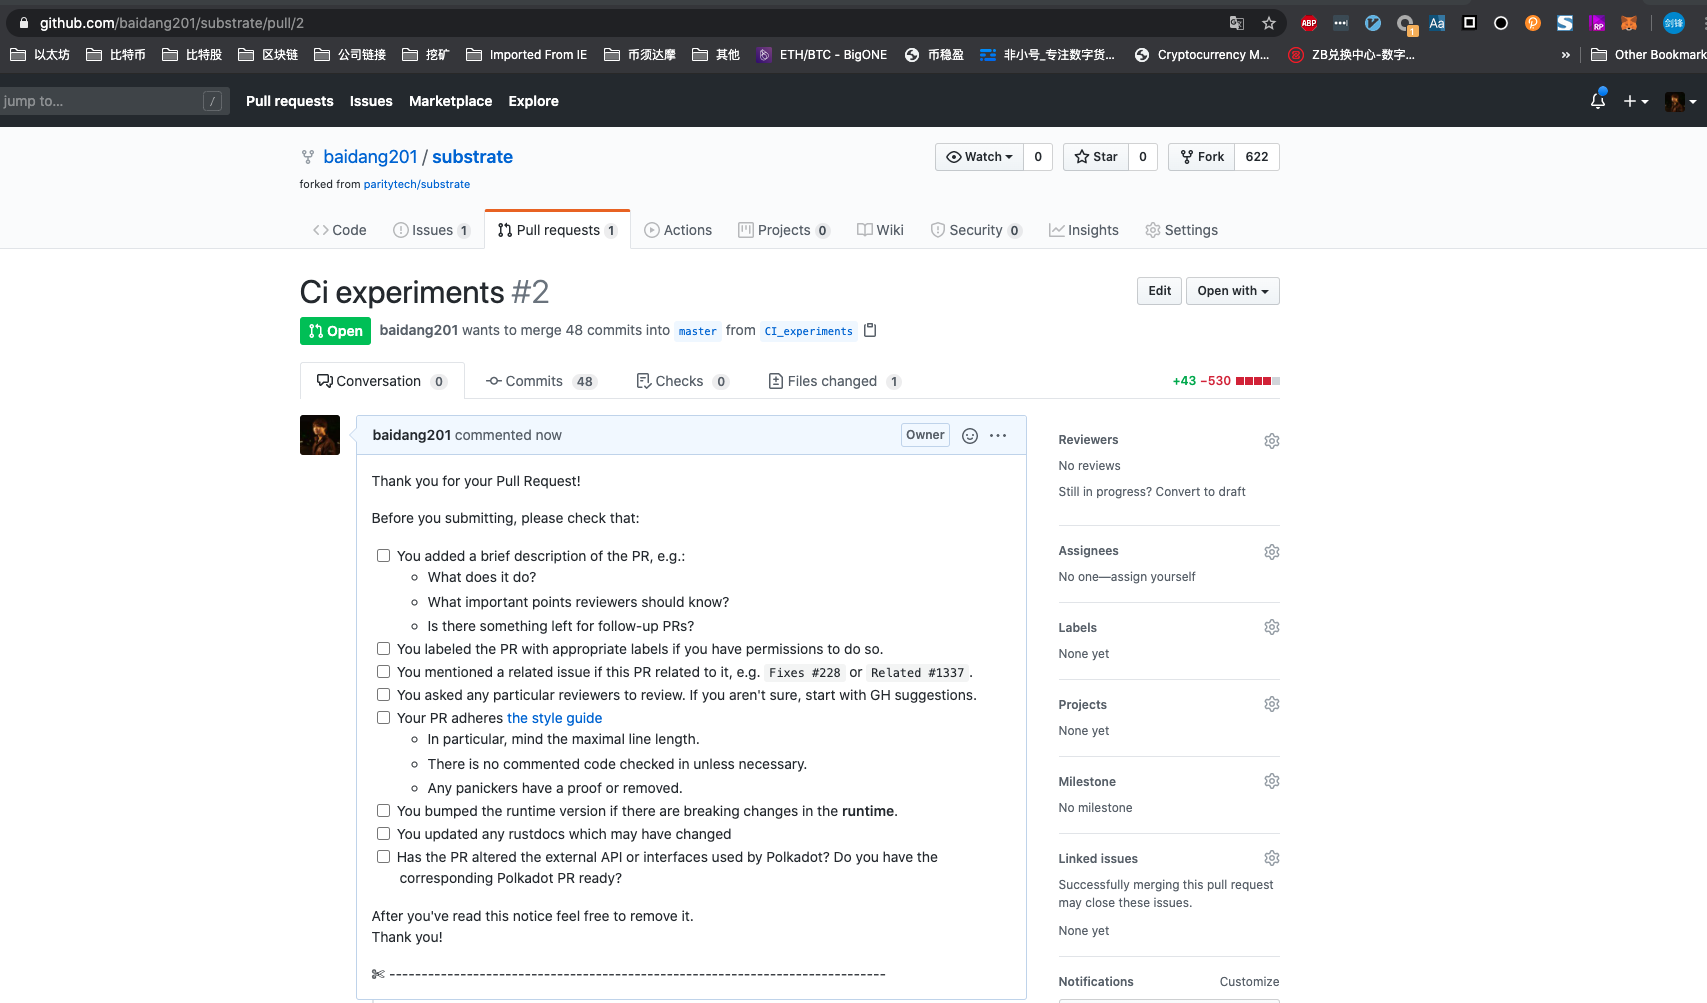 github.com/baidang201/substrate/pull/2
ABP
1
Aa
RP
剑锋
以太坊 比特币 比特股 区块链 公司链接 挖矿 Imported From IE 币须达摩 其他 ETH/BTC - BigONE 币稳盈 非小号_专注数字货... Cryptocurrency M... ZB兑换中心-数字... » Other Bookmark
jump to... / Pull requests Issues Marketplace Explore
baidang201 / substrate
Watch 0 Star 0 Fork 622
forked from paritytech/substrate
Code Issues 1 Pull requests 1 Actions Projects 0 Wiki Security 0 Insights Settings
Ci experiments #2
Edit Open with
Open baidang201 wants to merge 48 commits into master from CI_experiments
Conversation 0 Commits 48 Checks 0 Files changed 1 +43 −530
baidang201 commented now Owner ...
Thank you for your Pull Request!
Before you submitting, please check that:
You added a brief description of the PR, e.g.:
What does it do?
What important points reviewers should know?
Is there something left for follow-up PRs?
You labeled the PR with appropriate labels if you have permissions to do so.
You mentioned a related issue if this PR related to it, e.g. Fixes #228 or Related #1337.
You asked any particular reviewers to review. If you aren't sure, start with GH suggestions.
Your PR adheres the style guide
In particular, mind the maximal line length.
There is no commented code checked in unless necessary.
Any panickers have a proof or removed.
You bumped the runtime version if there are breaking changes in the runtime.
You updated any rustdocs which may have changed
Has the PR altered the external API or interfaces used by Polkadot? Do you have the
corresponding Polkadot PR ready?
After you've read this notice feel free to remove it.
Thank you!
✄ -----------------------------------------------------------------------------
Reviewers
No reviews
Still in progress? Convert to draft
Assignees
No one—assign yourself
Labels
None yet
Projects
None yet
Milestone
No milestone
Linked issues
Successfully merging this pull request
may close these issues.
None yet
Notifications Customize